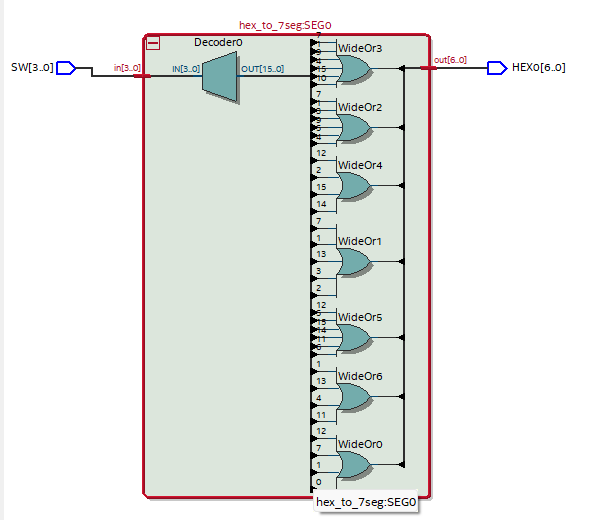 hex_to_7seg:SEG0
Decoder0
SW[3..0]
in[3..0]
IN[3..0]
OUT[15..0]
out[6..0]
HEX0[6..0]
WideOr3
4
15
10
7
WideOr2
1
9
4
12
WideOr4
2
15
14
7
WideOr1
1
13
3
2
12
WideOr5
15
14
11
6
1
WideOr6
13
4
11
12
WideOr0
7
1
0
hex_to_7seg:SEG0